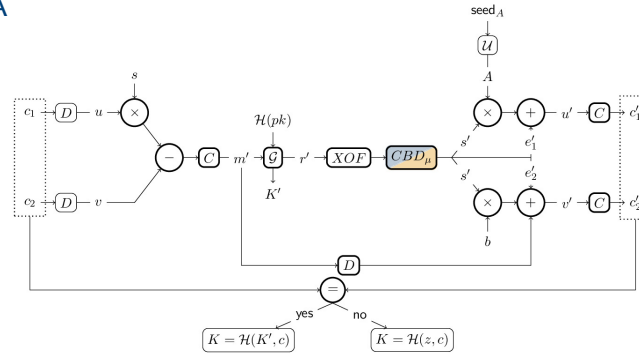 A
seed_A
𝒰
s
A
c_1 D u × × + u′ C c′_1
ℋ(pk)
s′ e′_1
− C m′ 𝒢 r′ XOF CBD_μ
s′ e′_2
K′
c_2 D v × + v′ C c′_2
b
D
=
yes no
K = ℋ(K′, c) K = ℋ(z, c)